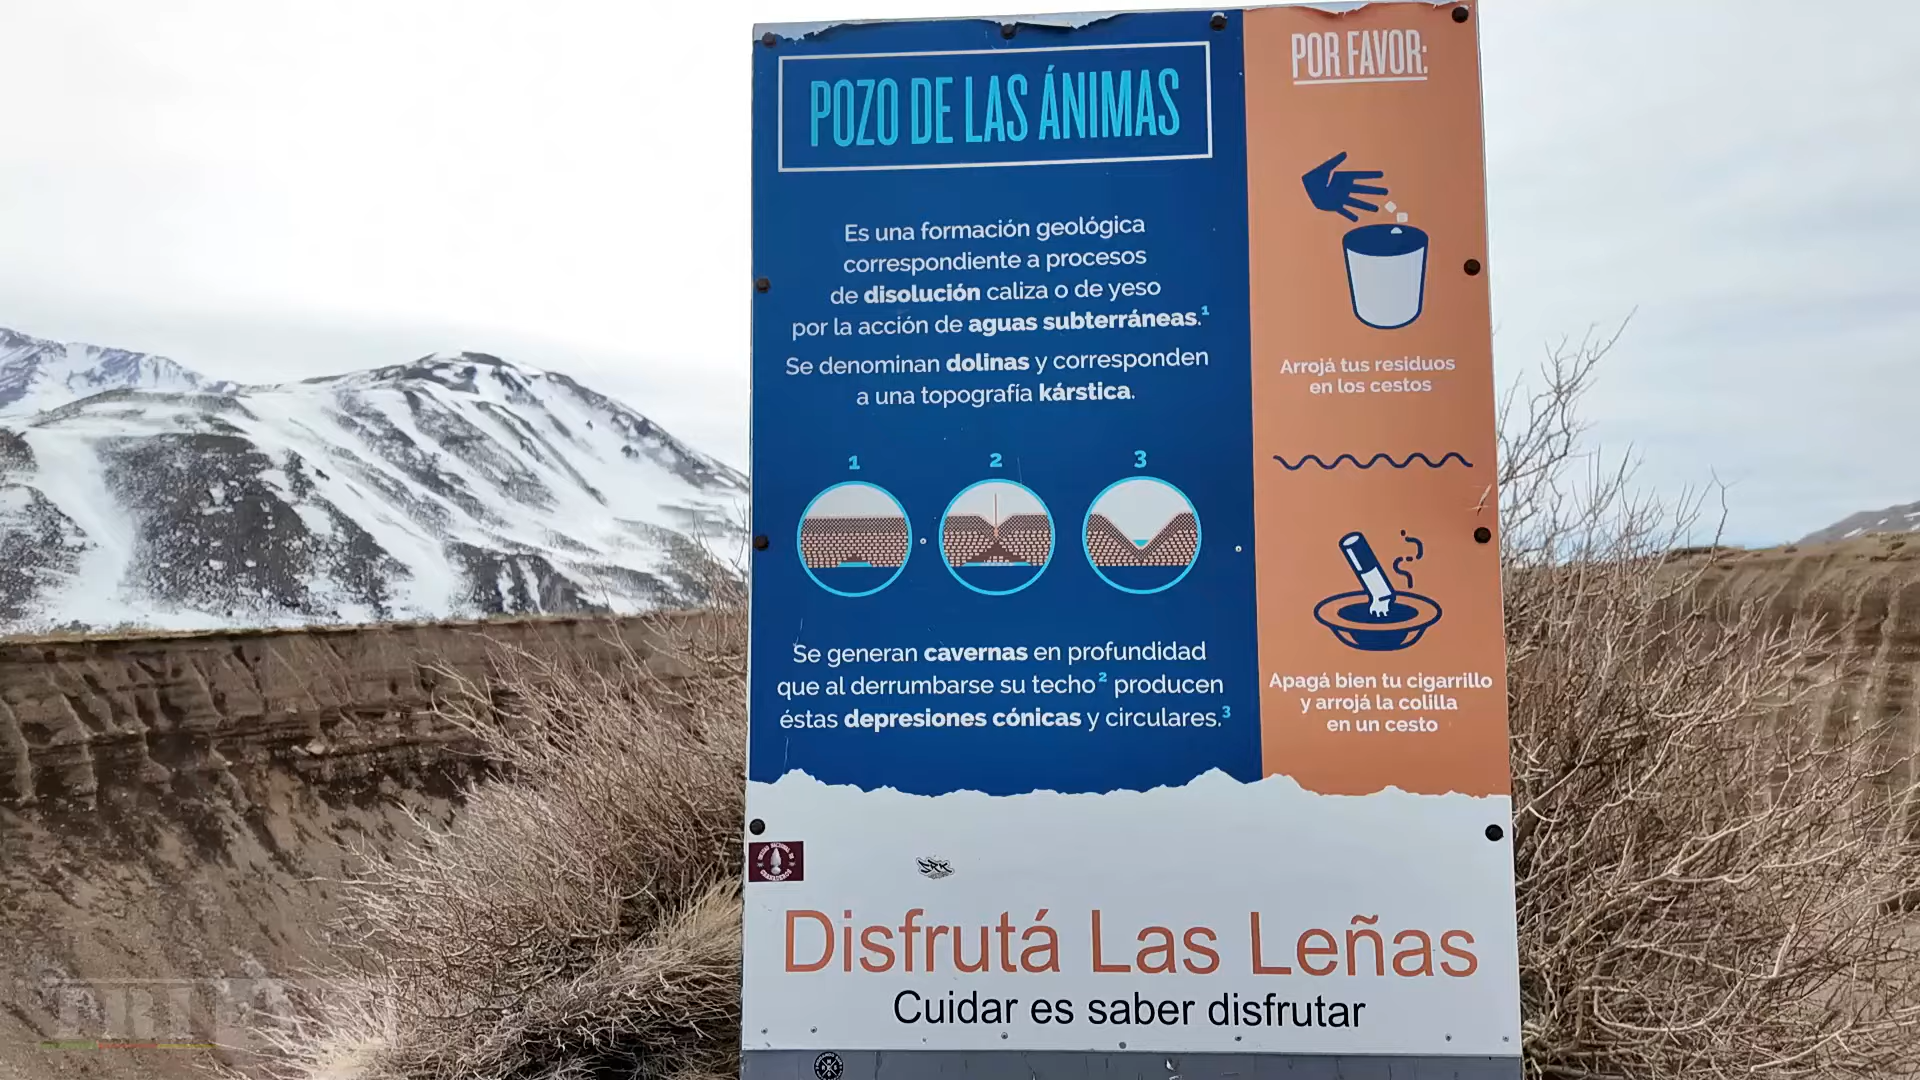 POZO DE LAS ÁNIMAS
Es una formación geológica
correspondiente a procesos
de disolución caliza o de yeso
por la acción de aguas subterráneas.¹
Se denominan dolinas y corresponden
a una topografía kárstica.
1 2 3
Se generan cavernas en profundidad
que al derrumbarse su techo² producen
éstas depresiones cónicas y circulares.³
POR FAVOR:
Arrojá tus residuos
en los cestos
Apagá bien tu cigarrillo
y arrojá la colilla
en un cesto
Disfrutá Las Leñas
Cuidar es saber disfrutar